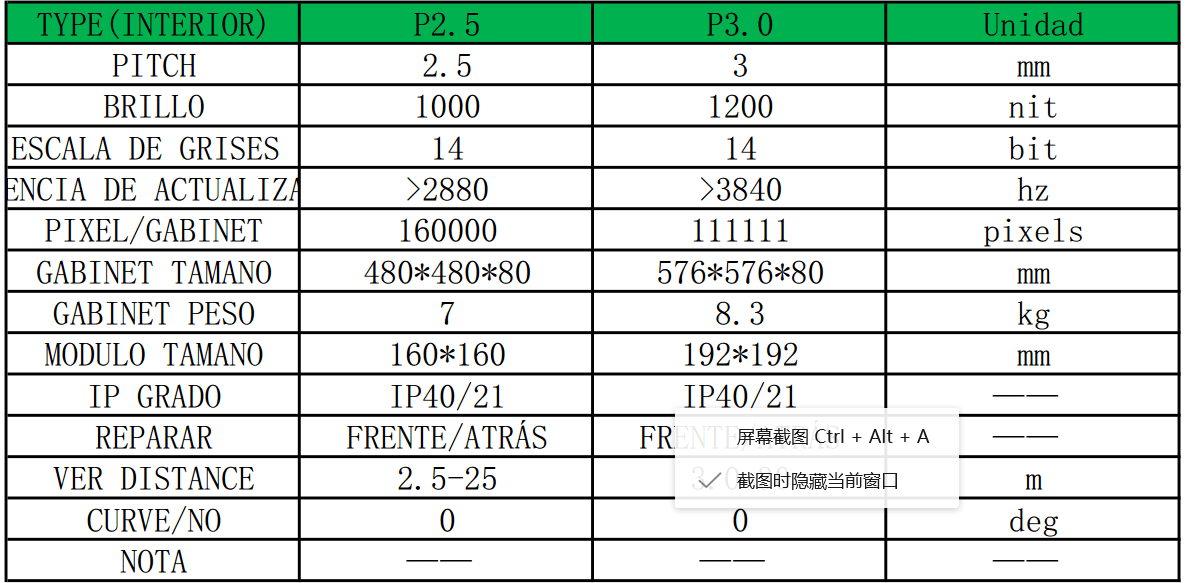 TYPE(INTERIOR) P2.5 P3.0 Unidad
PITCH 2.5 3 mm
BRILLO 1000 1200 nit
ESCALA DE GRISES 14 14 bit
ENCIA DE ACTUALIZA >2880 >3840 hz
PIXEL/GABINET 160000 111111 pixels
GABINET TAMANO 480*480*80 576*576*80 mm
GABINET PESO 7 8.3 kg
MODULO TAMANO 160*160 192*192 mm
IP GRADO IP40/21 IP40/21 ——
REPARAR FRENTE/ATRÁS FRENTE/ATRÁS ——
屏幕截图 Ctrl + Alt + A
VER DISTANCE 2.5-25 m
截图时隐藏当前窗口
CURVE/NO 0 0 deg
NOTA —— —— ——